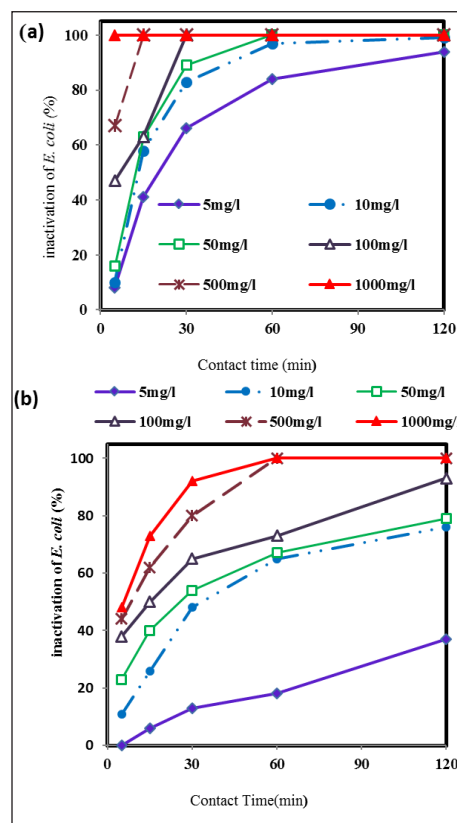 (a)
inactivation of E. coli (%)
100
80
60
40
20
0
5mg/l 10mg/l
50mg/l 100mg/l
500mg/l 1000mg/l
0 30 60 90 120
Contact time (min)
(b)
5mg/l 10mg/l 50mg/l
100mg/l 500mg/l 1000mg/
inactivation of E. coli (%)
100
80
60
40
20
0
0 30 60 90 120
Contact Time(min)